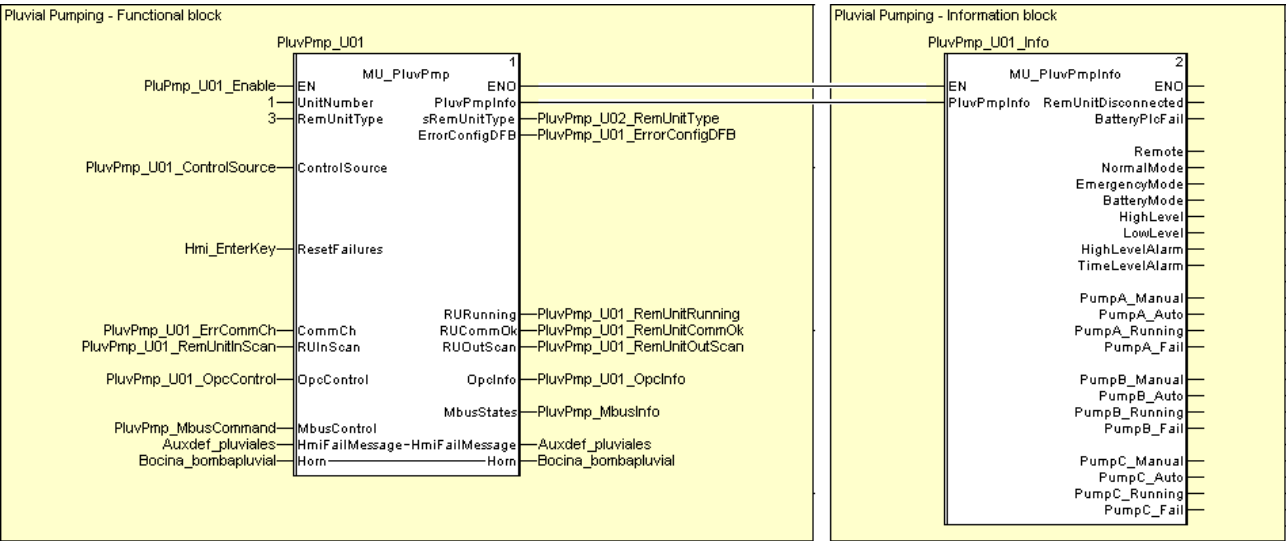 Pluvial Pumping - Functional block
PluvPmp_U01
1
MU_PluvPmp
PluPmp_U01_Enable EN ENO
1 UnitNumber PluvPmpInfo
3 RemUnitType sRemUnitType PluvPmp_U02_RemUnitType
ErrorConfigDFB PluvPmp_U01_ErrorConfigDFB
PluvPmp_U01_ControlSource ControlSource
Hmi_EnterKey ResetFailures
RURunning PluvPmp_U01_RemUnitRunning
PluvPmp_U01_ErrCommCh CommCh RUCommOk PluvPmp_U01_RemUnitCommOk
PluvPmp_U01_RemUnitInScan RUInScan RUOutScan PluvPmp_U01_RemUnitOutScan
PluvPmp_U01_OpcControl OpcControl OpcInfo PluvPmp_U01_OpcInfo
MbusStates PluvPmp_MbusInfo
PluvPmp_MbusCommand MbusControl
Auxdef_pluviales HmiFailMessage-HmiFailMessage Auxdef_pluviales
Bocina_bombapluvial Horn Horn Bocina_bombapluvial
Pluvial Pumping - Information block
PluvPmp_U01_Info
2
MU_PluvPmpInfo
EN ENO
PluvPmpInfo RemUnitDisconnected
BatteryPlcFail
Remote
NormalMode
EmergencyMode
BatteryMode
HighLevel
LowLevel
HighLevelAlarm
TimeLevelAlarm
PumpA_Manual
PumpA_Auto
PumpA_Running
PumpA_Fail
PumpB_Manual
PumpB_Auto
PumpB_Running
PumpB_Fail
PumpC_Manual
PumpC_Auto
PumpC_Running
PumpC_Fail